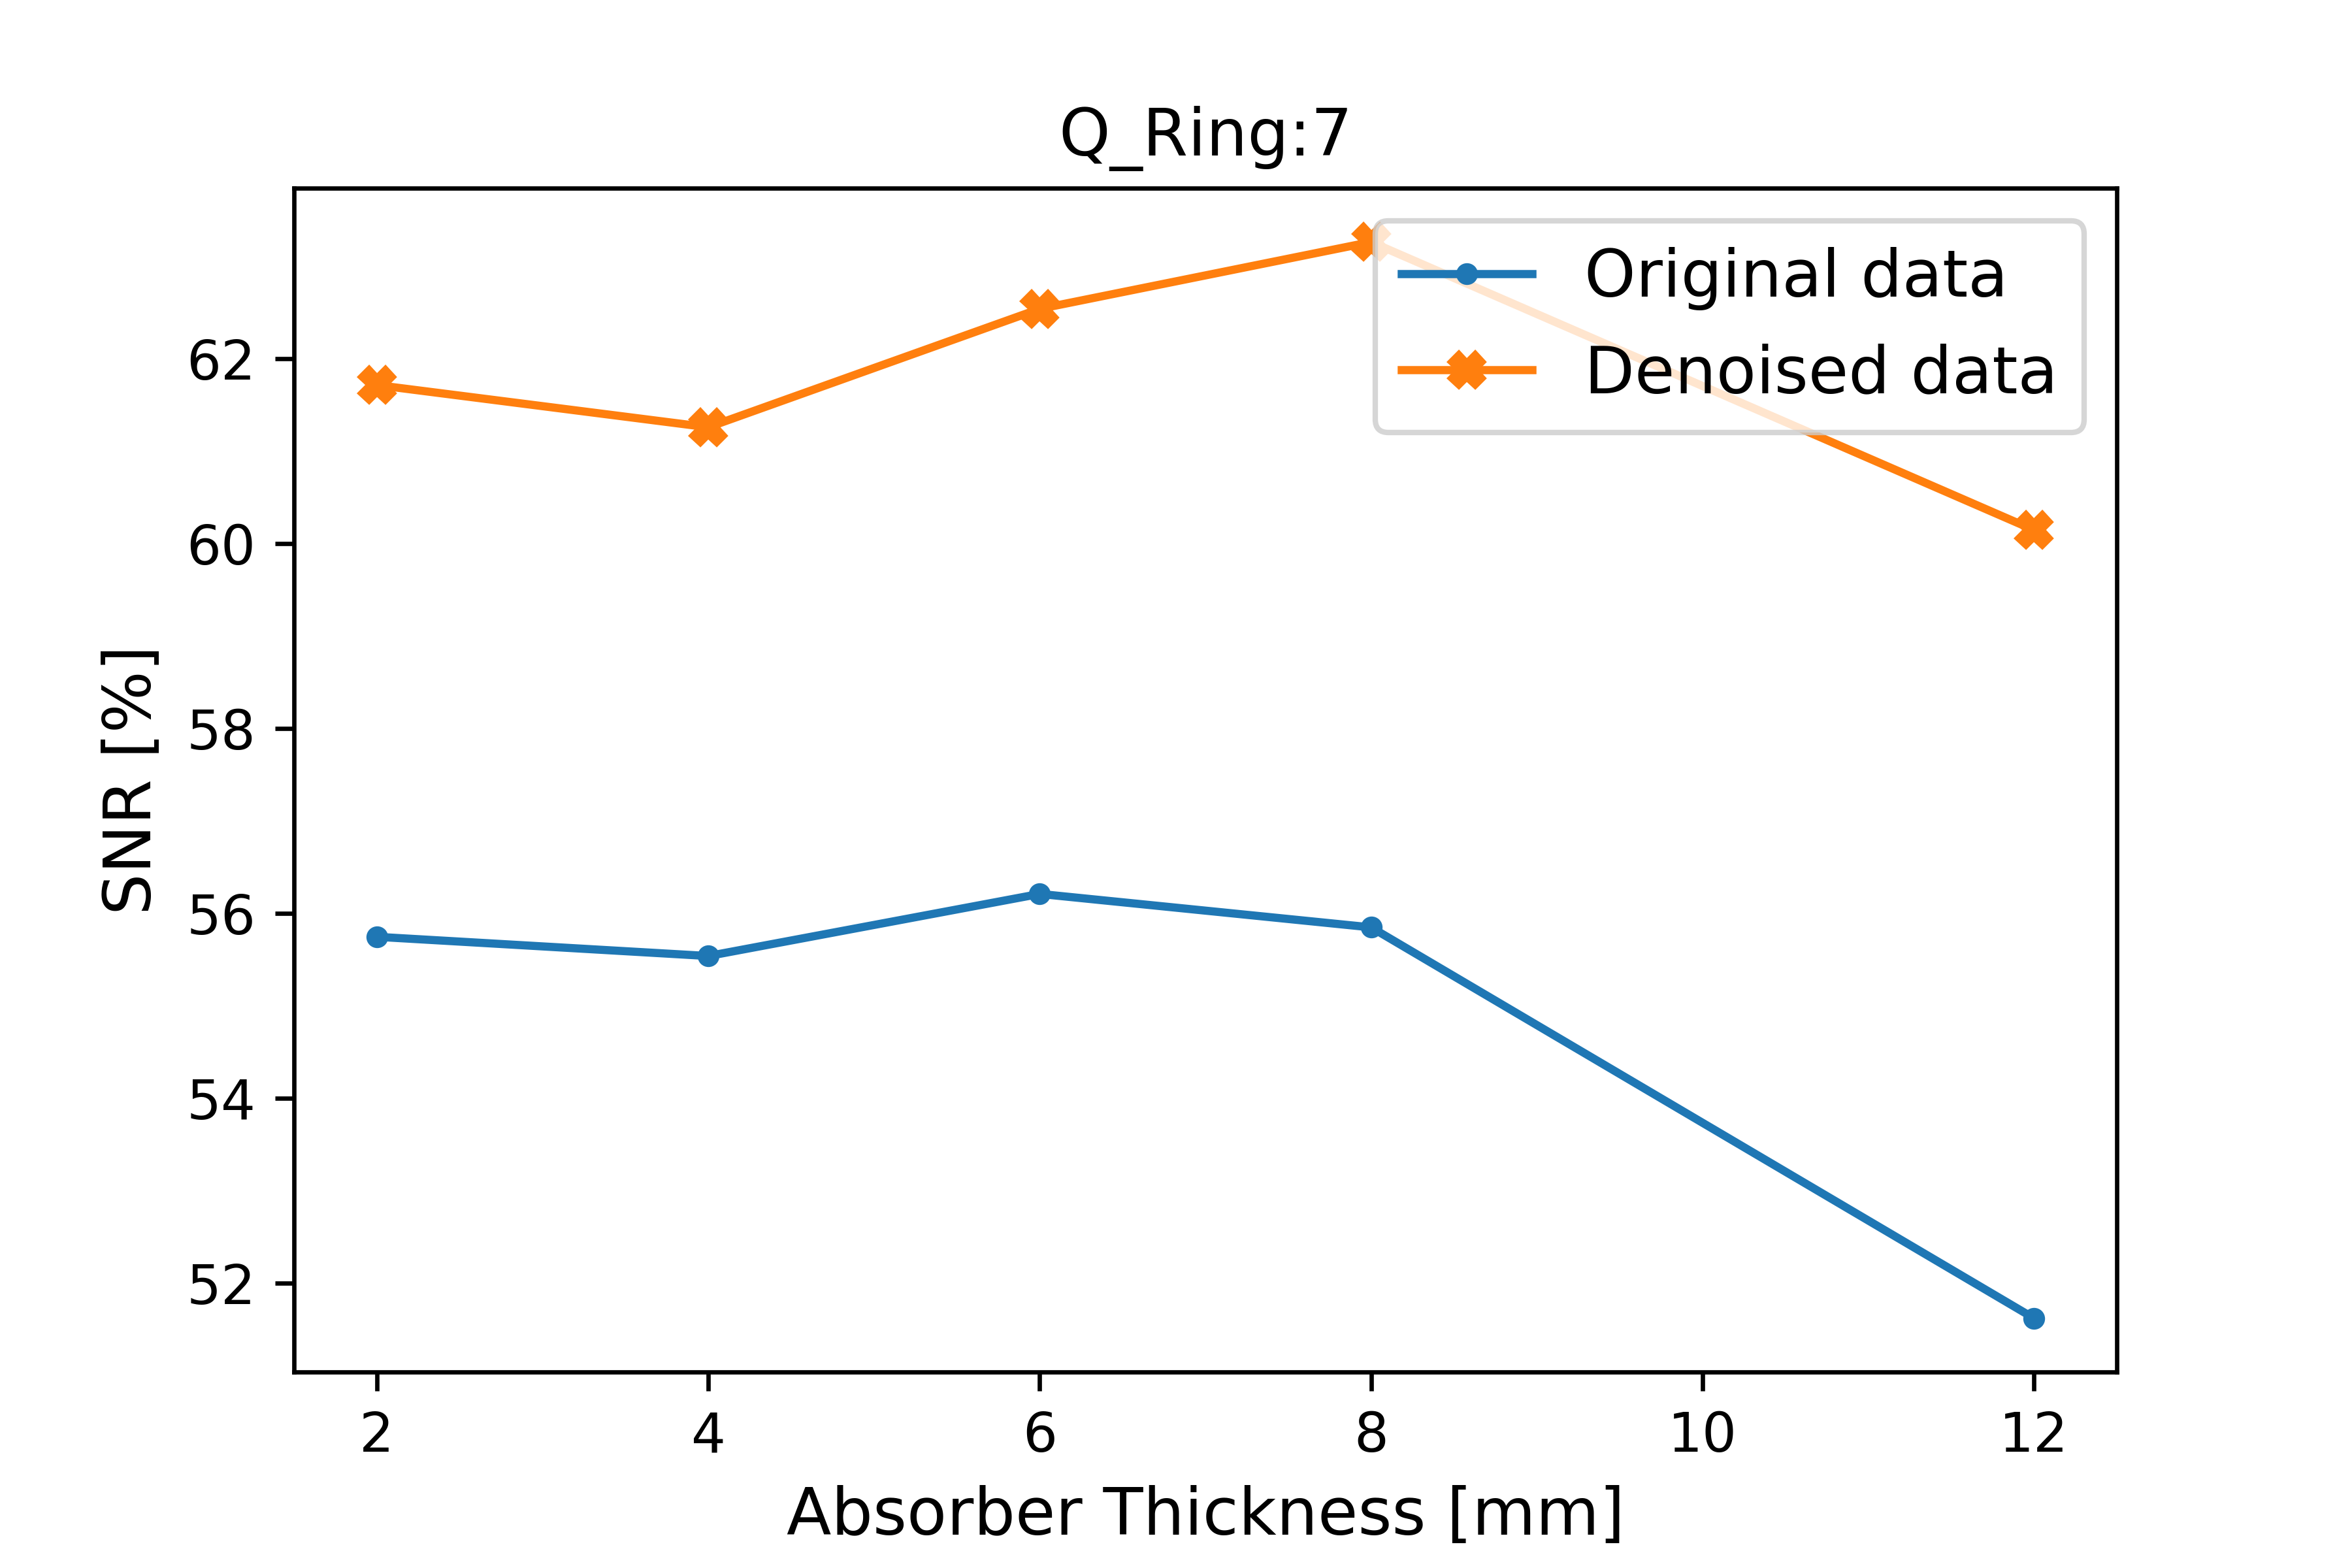 Q_Ring:7
Original data
Denoised data
62
60
58
56
54
52
SNR [%]
2 4 6 8 10 12
Absorber Thickness [mm]